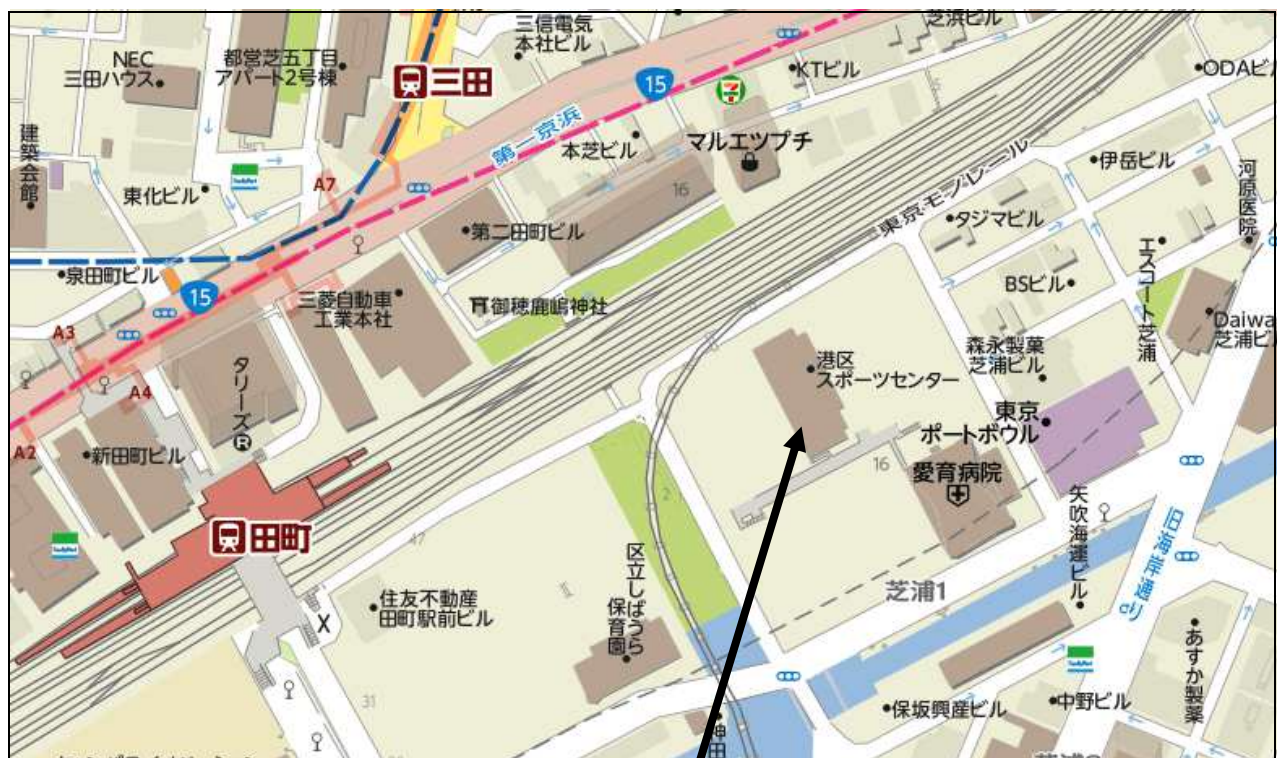 三信電気
本社ビル
芝浜ビル
NEC
三田ハウス
都営芝五丁目
アパート2号棟
三田
15
KTビル
ODAビル
建築会館
第一京浜
本芝ビル
マルエツプチ
伊岳ビル
河原医院
東化ビル
FamilyMart
A7
16
東京モノレール
タジマビル
第二田町ビル
泉田町ビル
15
三菱自動車
工業本社
御穂鹿嶋神社
BSビル
エスコート芝浦
Daiwa
芝浦ビ
A3
タリーズ
港区
スポーツセンター
森永製菓
芝浦ビル
A4
東京
ポートボウル
A2
新田町ビル
16
愛育病院
2
矢吹海運ビル
田町
FamilyMart
47
区立しばうら
保育園
旧海岸通り
住友不動産
田町駅前ビル
X
芝浦1
あすか製薬
FamilyMart
31
保坂興産ビル
中野ビル